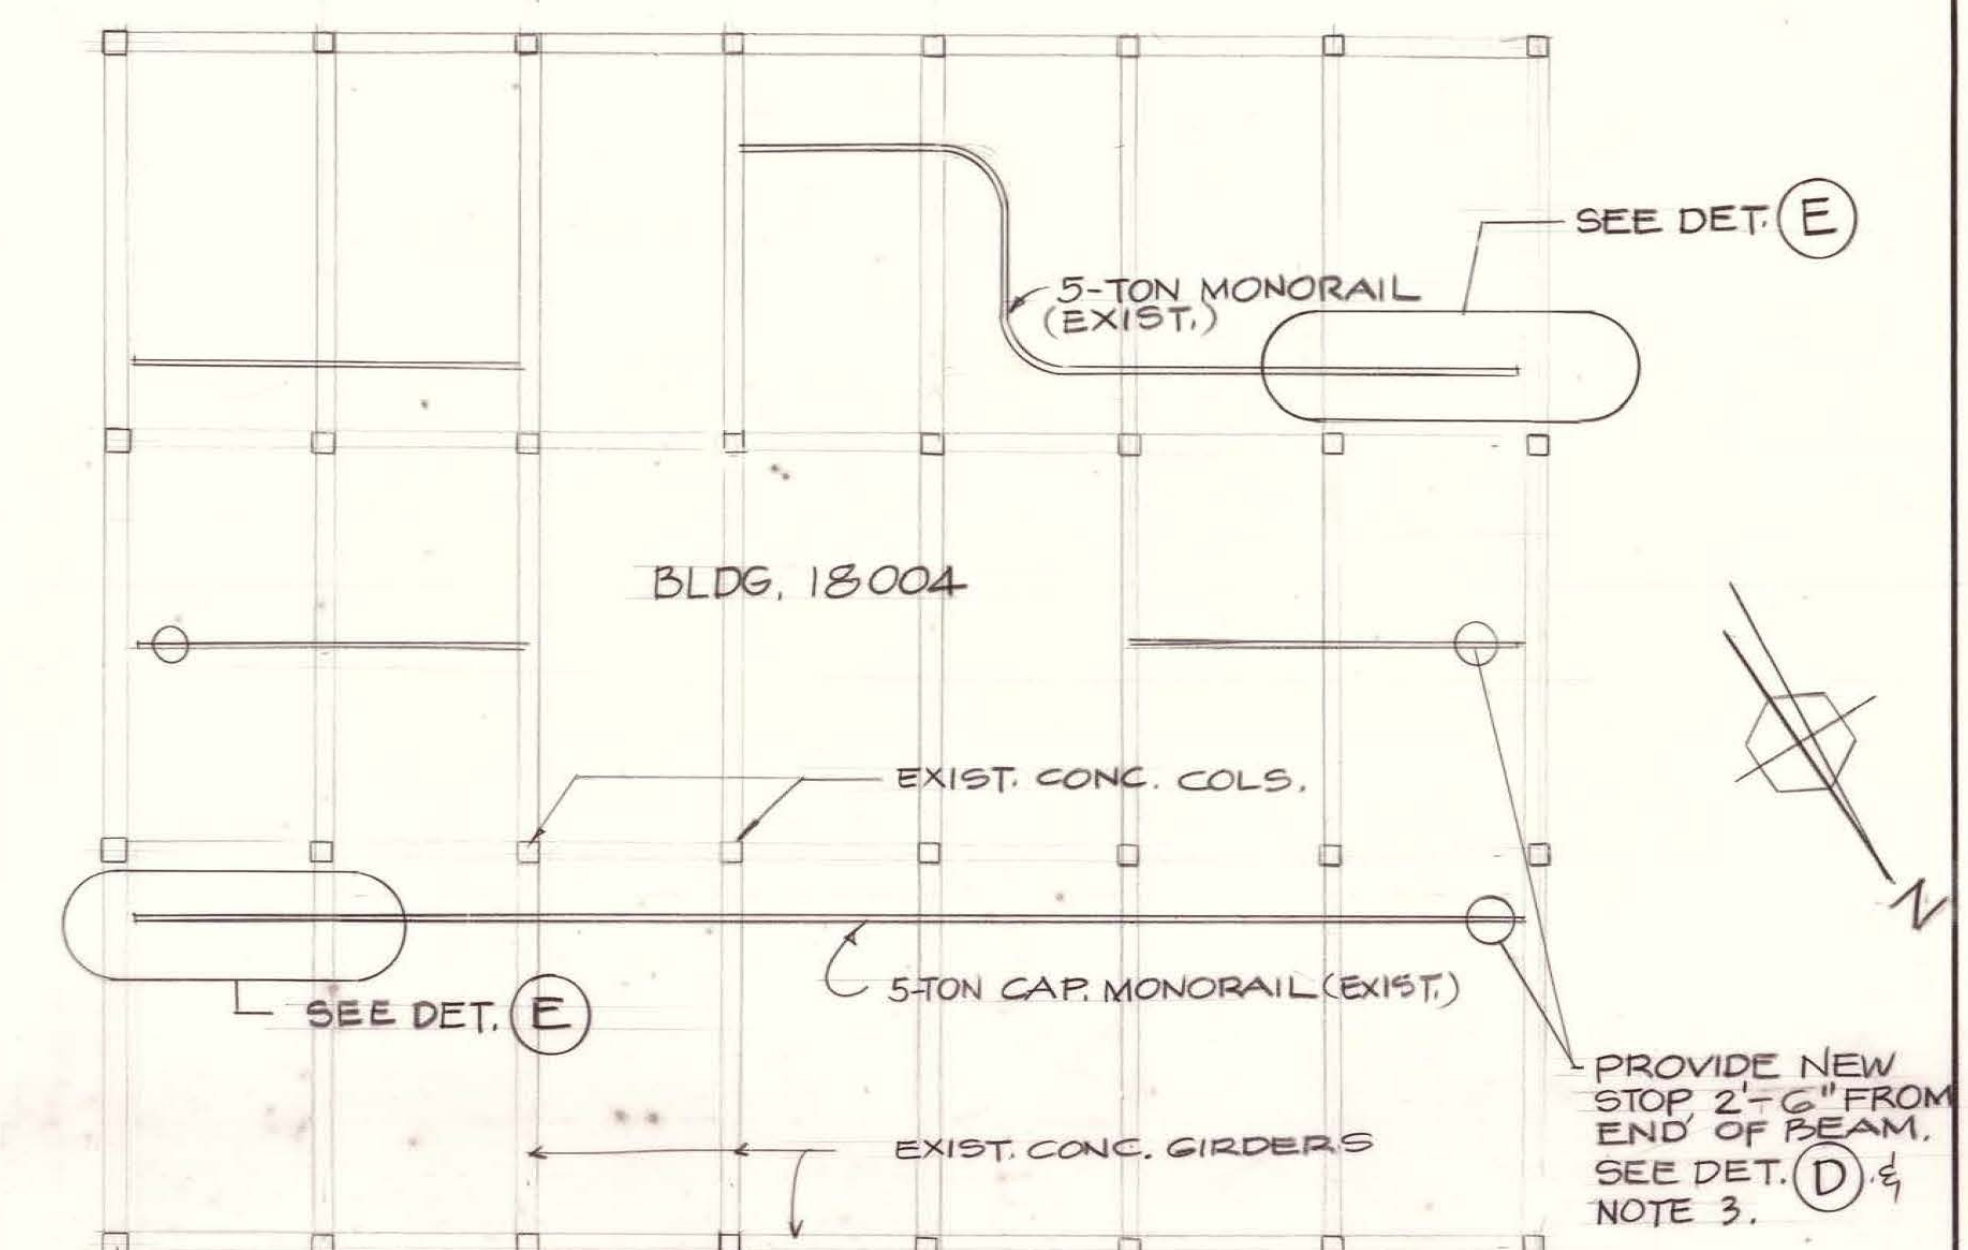 SEE DET. E
5-TON MONORAIL
(EXIST.)
BLDG. 18004
EXIST. CONC. COLS.
N
5-TON CAP. MONORAIL (EXIST.)
SEE DET. E
PROVIDE NEW
STOP 2'-6" FROM
END OF BEAM.
SEE DET. D &
NOTE 3.
EXIST. CONC. GIRDERS